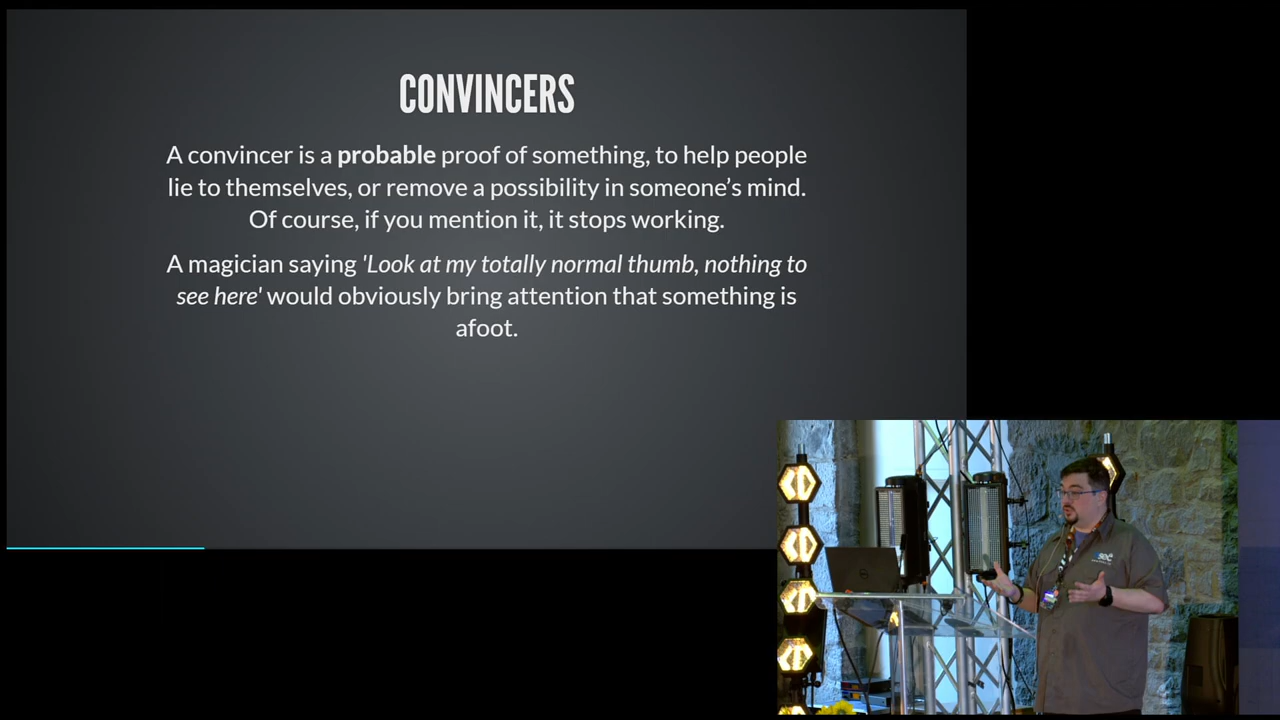 CONVINCERS
A convincer is a probable proof of something, to help people
lie to themselves, or remove a possibility in someone's mind.
Of course, if you mention it, it stops working.
A magician saying 'Look at my totally normal thumb, nothing to
see here' would obviously bring attention that something is
afoot.